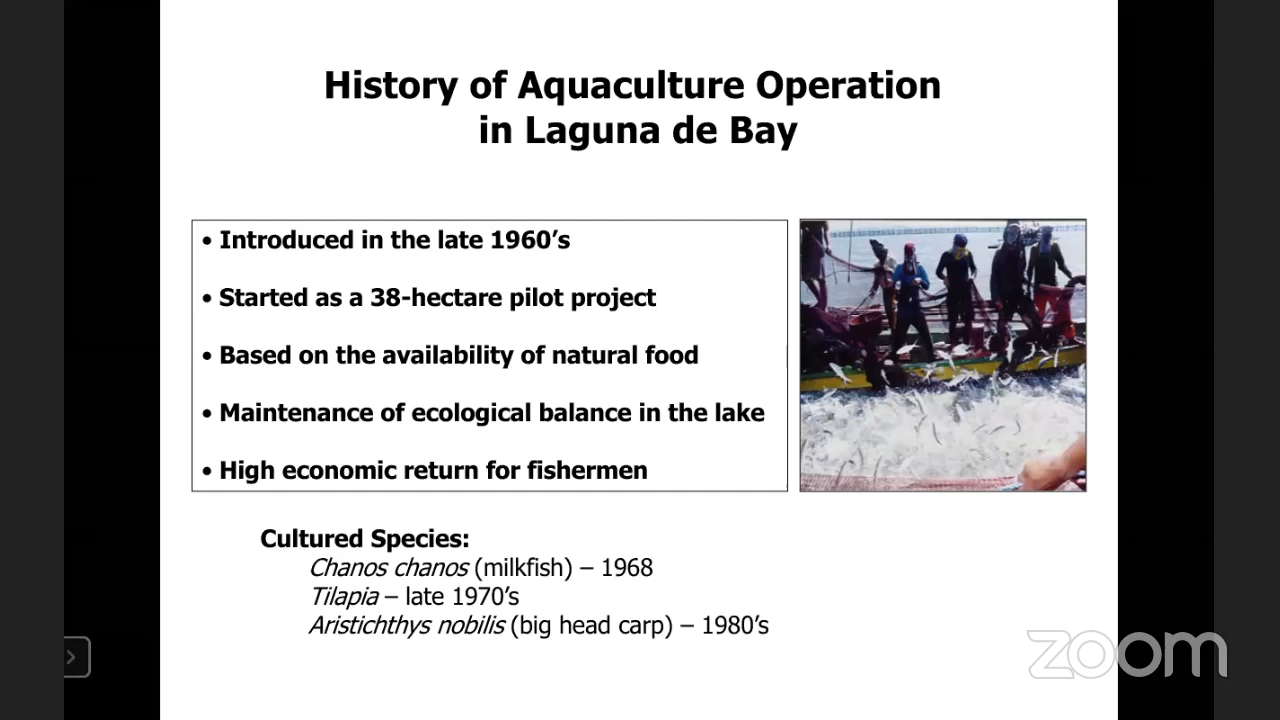 History of Aquaculture Operation
in Laguna de Bay
• Introduced in the late 1960’s
• Started as a 38-hectare pilot project
• Based on the availability of natural food
• Maintenance of ecological balance in the lake
• High economic return for fishermen
Cultured Species:
Chanos chanos (milkfish) – 1968
Tilapia – late 1970’s
Aristichthys nobilis (big head carp) – 1980’s
zoom